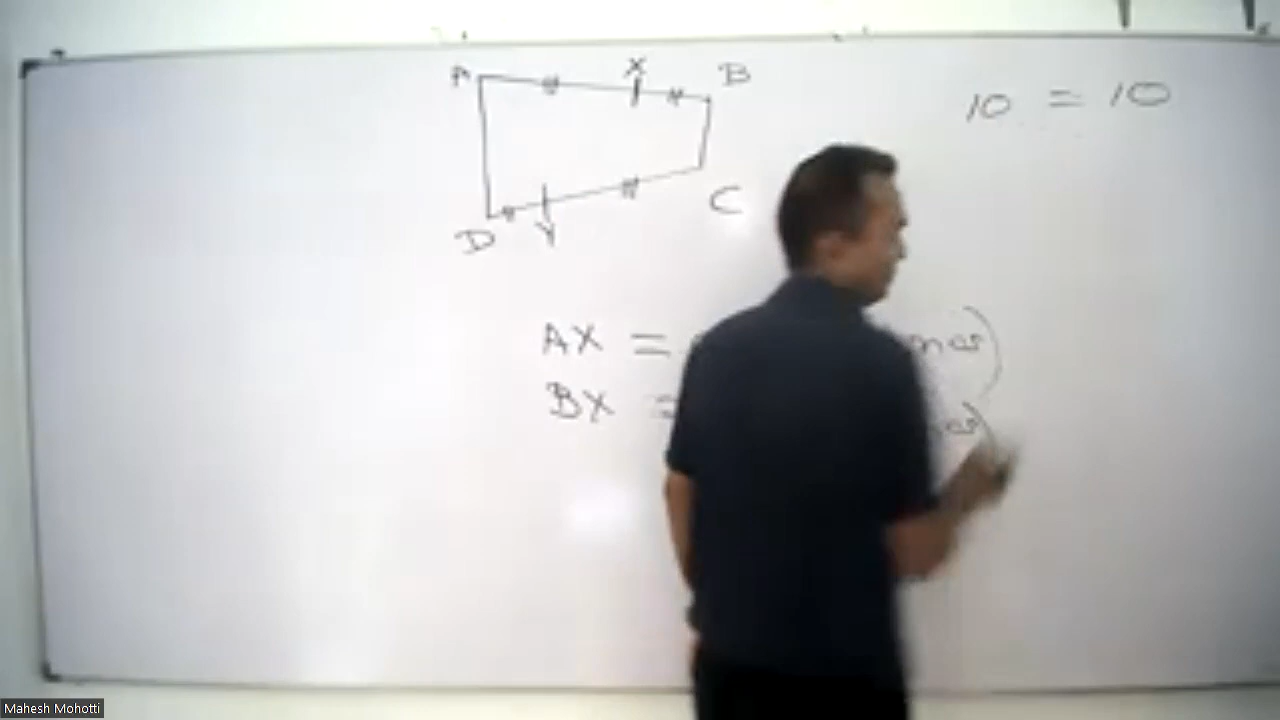 A X B
10 = 10
C
D Y
AX =
BX =
Mahesh Mohotti